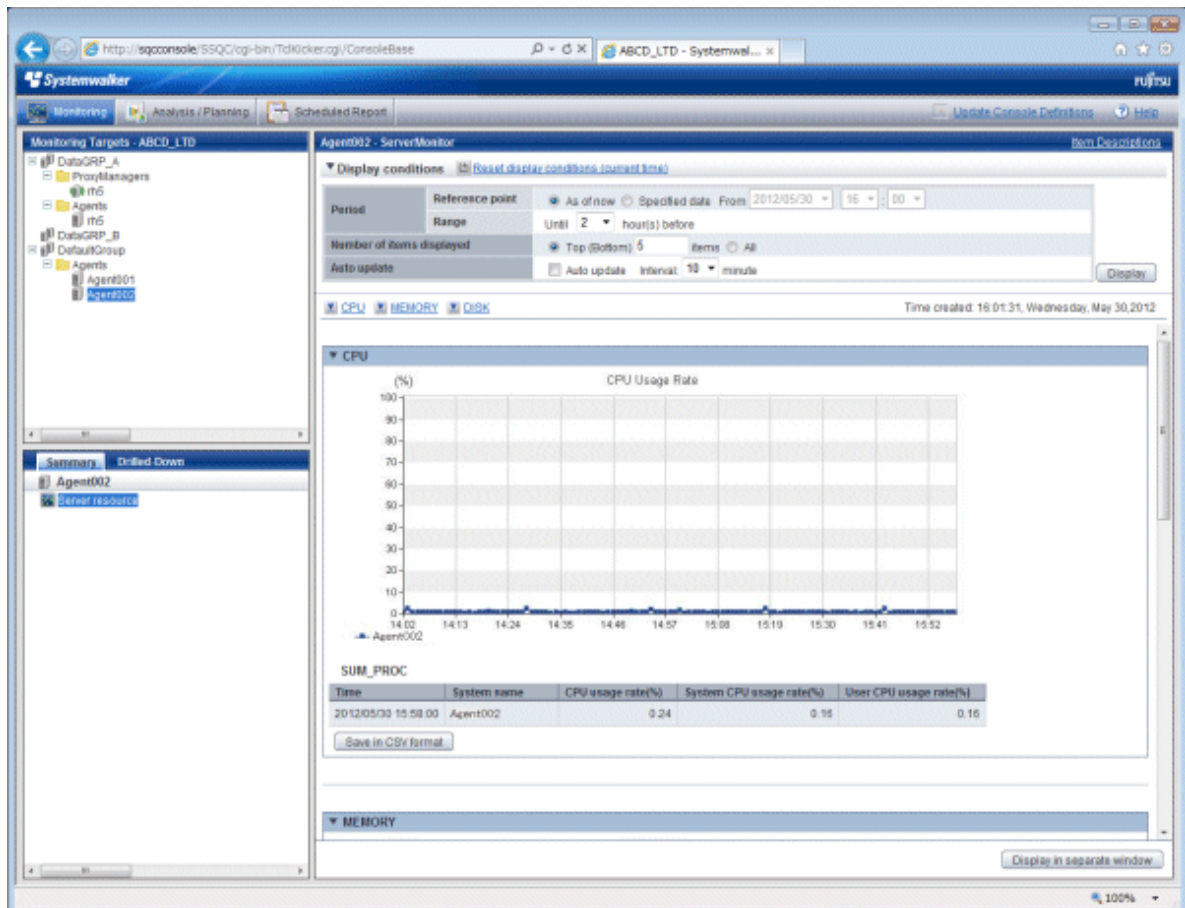 http://sqcconsole/SSQC/cgi-bin/TclKicker.cgi/ConsoleBase
ABCD_LTD - Systemwal...
Systemwalker
FUJITSU
Monitoring Analysis / Planning Scheduled Report Update Console Definitions Help
Monitoring Targets - ABCD_LTD
DataGRP_A
ProxyManagers
rh5
Agents
rh5
DataGRP_B
DefaultGroup
Agents
Agent001
Agent002
Summary Drilled-Down
Agent002
Server resource
Agent002 - ServerMonitor Item Descriptions
Display conditions Reset display conditions (current time)
Period Reference point As of now Specified date From 2012/05/30 16 : 00
Range Until 2 hour(s) before
Number of items displayed Top (Bottom) 5 items All
Auto update Auto update Interval: 10 minute
Display
CPU MEMORY DISK Time created: 16:01:31, Wednesday, May 30,2012
CPU
(%) CPU Usage Rate
100
90
80
70
60
50
40
30
20
10
0
14:02 14:13 14:24 14:35 14:46 14:57 15:08 15:19 15:30 15:41 15:52
Agent002
SUM_PROC
Time System name CPU usage rate(%) System CPU usage rate(%) User CPU usage rate(%)
2012/05/30 15:58:00 Agent002 0.24 0.16 0.16
Save in CSV format
MEMORY
Display in separate window
100%